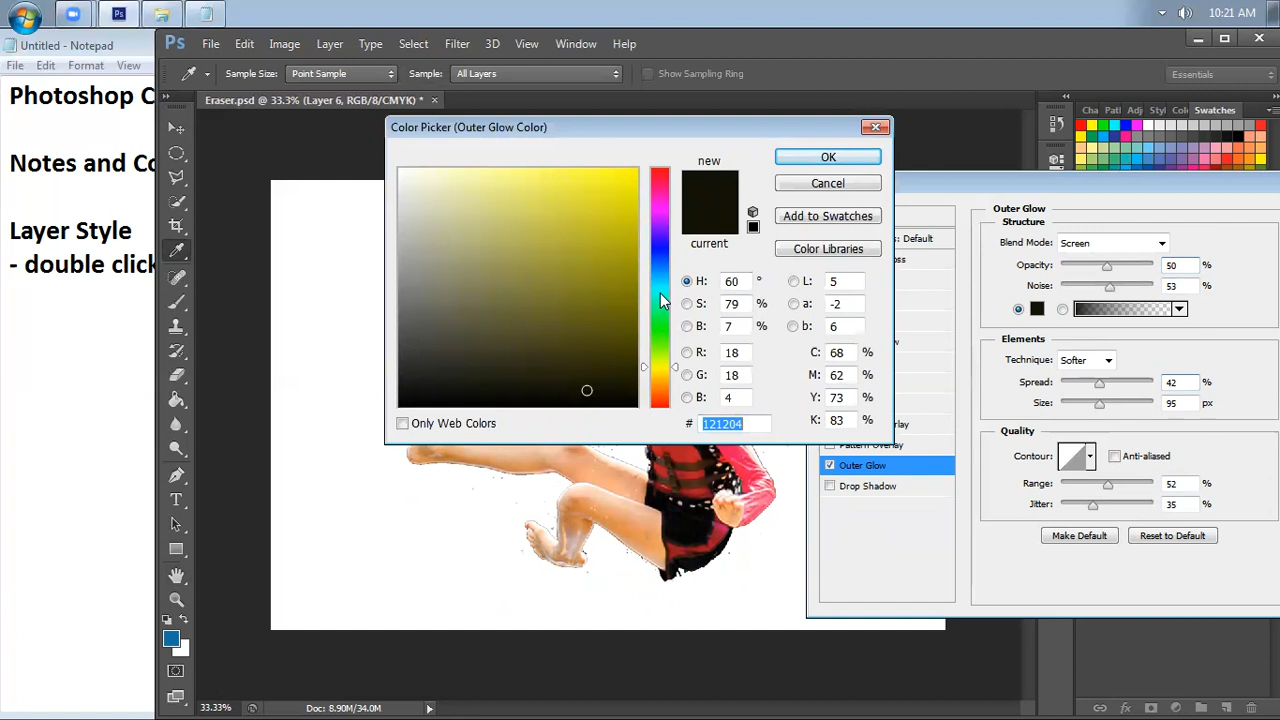 10:21 AM
Untitled - Notepad
File Edit Format View
Photoshop C
Notes and Co
Layer Style
- double click
Ps File Edit Image Layer Type Select Filter 3D View Window Help
Sample Size: Point Sample Sample: All Layers Show Sampling Ring Essentials
Eraser.psd @ 33.3% (Layer 6, RGB/8/CMYK) * ×
Swatches
Color Picker (Outer Glow Color)
new
current
OK
Cancel
Add to Swatches
Color Libraries
H: 60 °
S: 79 %
B: 7 %
R: 18
G: 18
B: 4
# 121204
L: 5
a: -2
b: 6
C: 68 %
M: 62 %
Y: 73 %
K: 83 %
Only Web Colors
: Default
Outer Glow
Drop Shadow
Outer Glow
Structure
Blend Mode: Screen
Opacity: 50 %
Noise: 53 %
Elements
Technique: Softer
Spread: 42 %
Size: 95 px
Quality
Contour: Anti-aliased
Range: 52 %
Jitter: 35 %
Make Default Reset to Default
33.33% Doc: 8.90M/34.0M